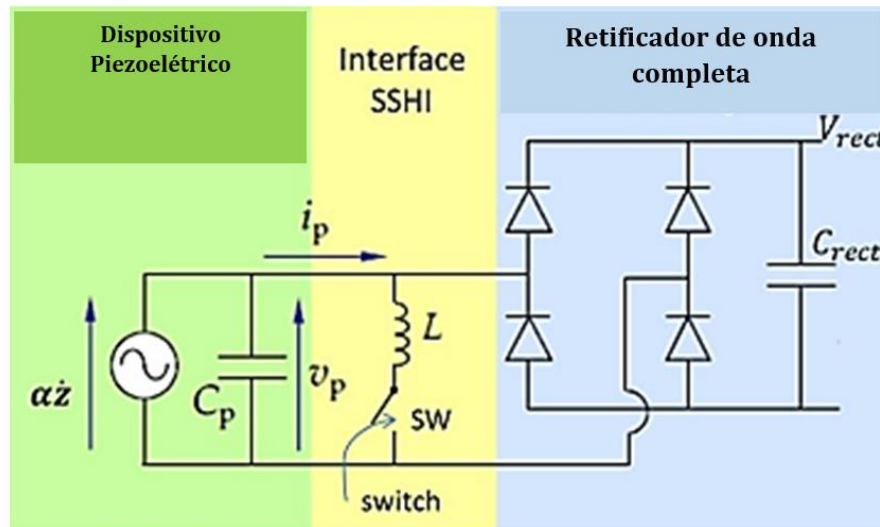 Dispositivo
Piezoelétrico
Interface
SSHI
Retificador de onda
completa
V_rect
i_p
C_rect
L
αż
C_p
v_p
SW
switch